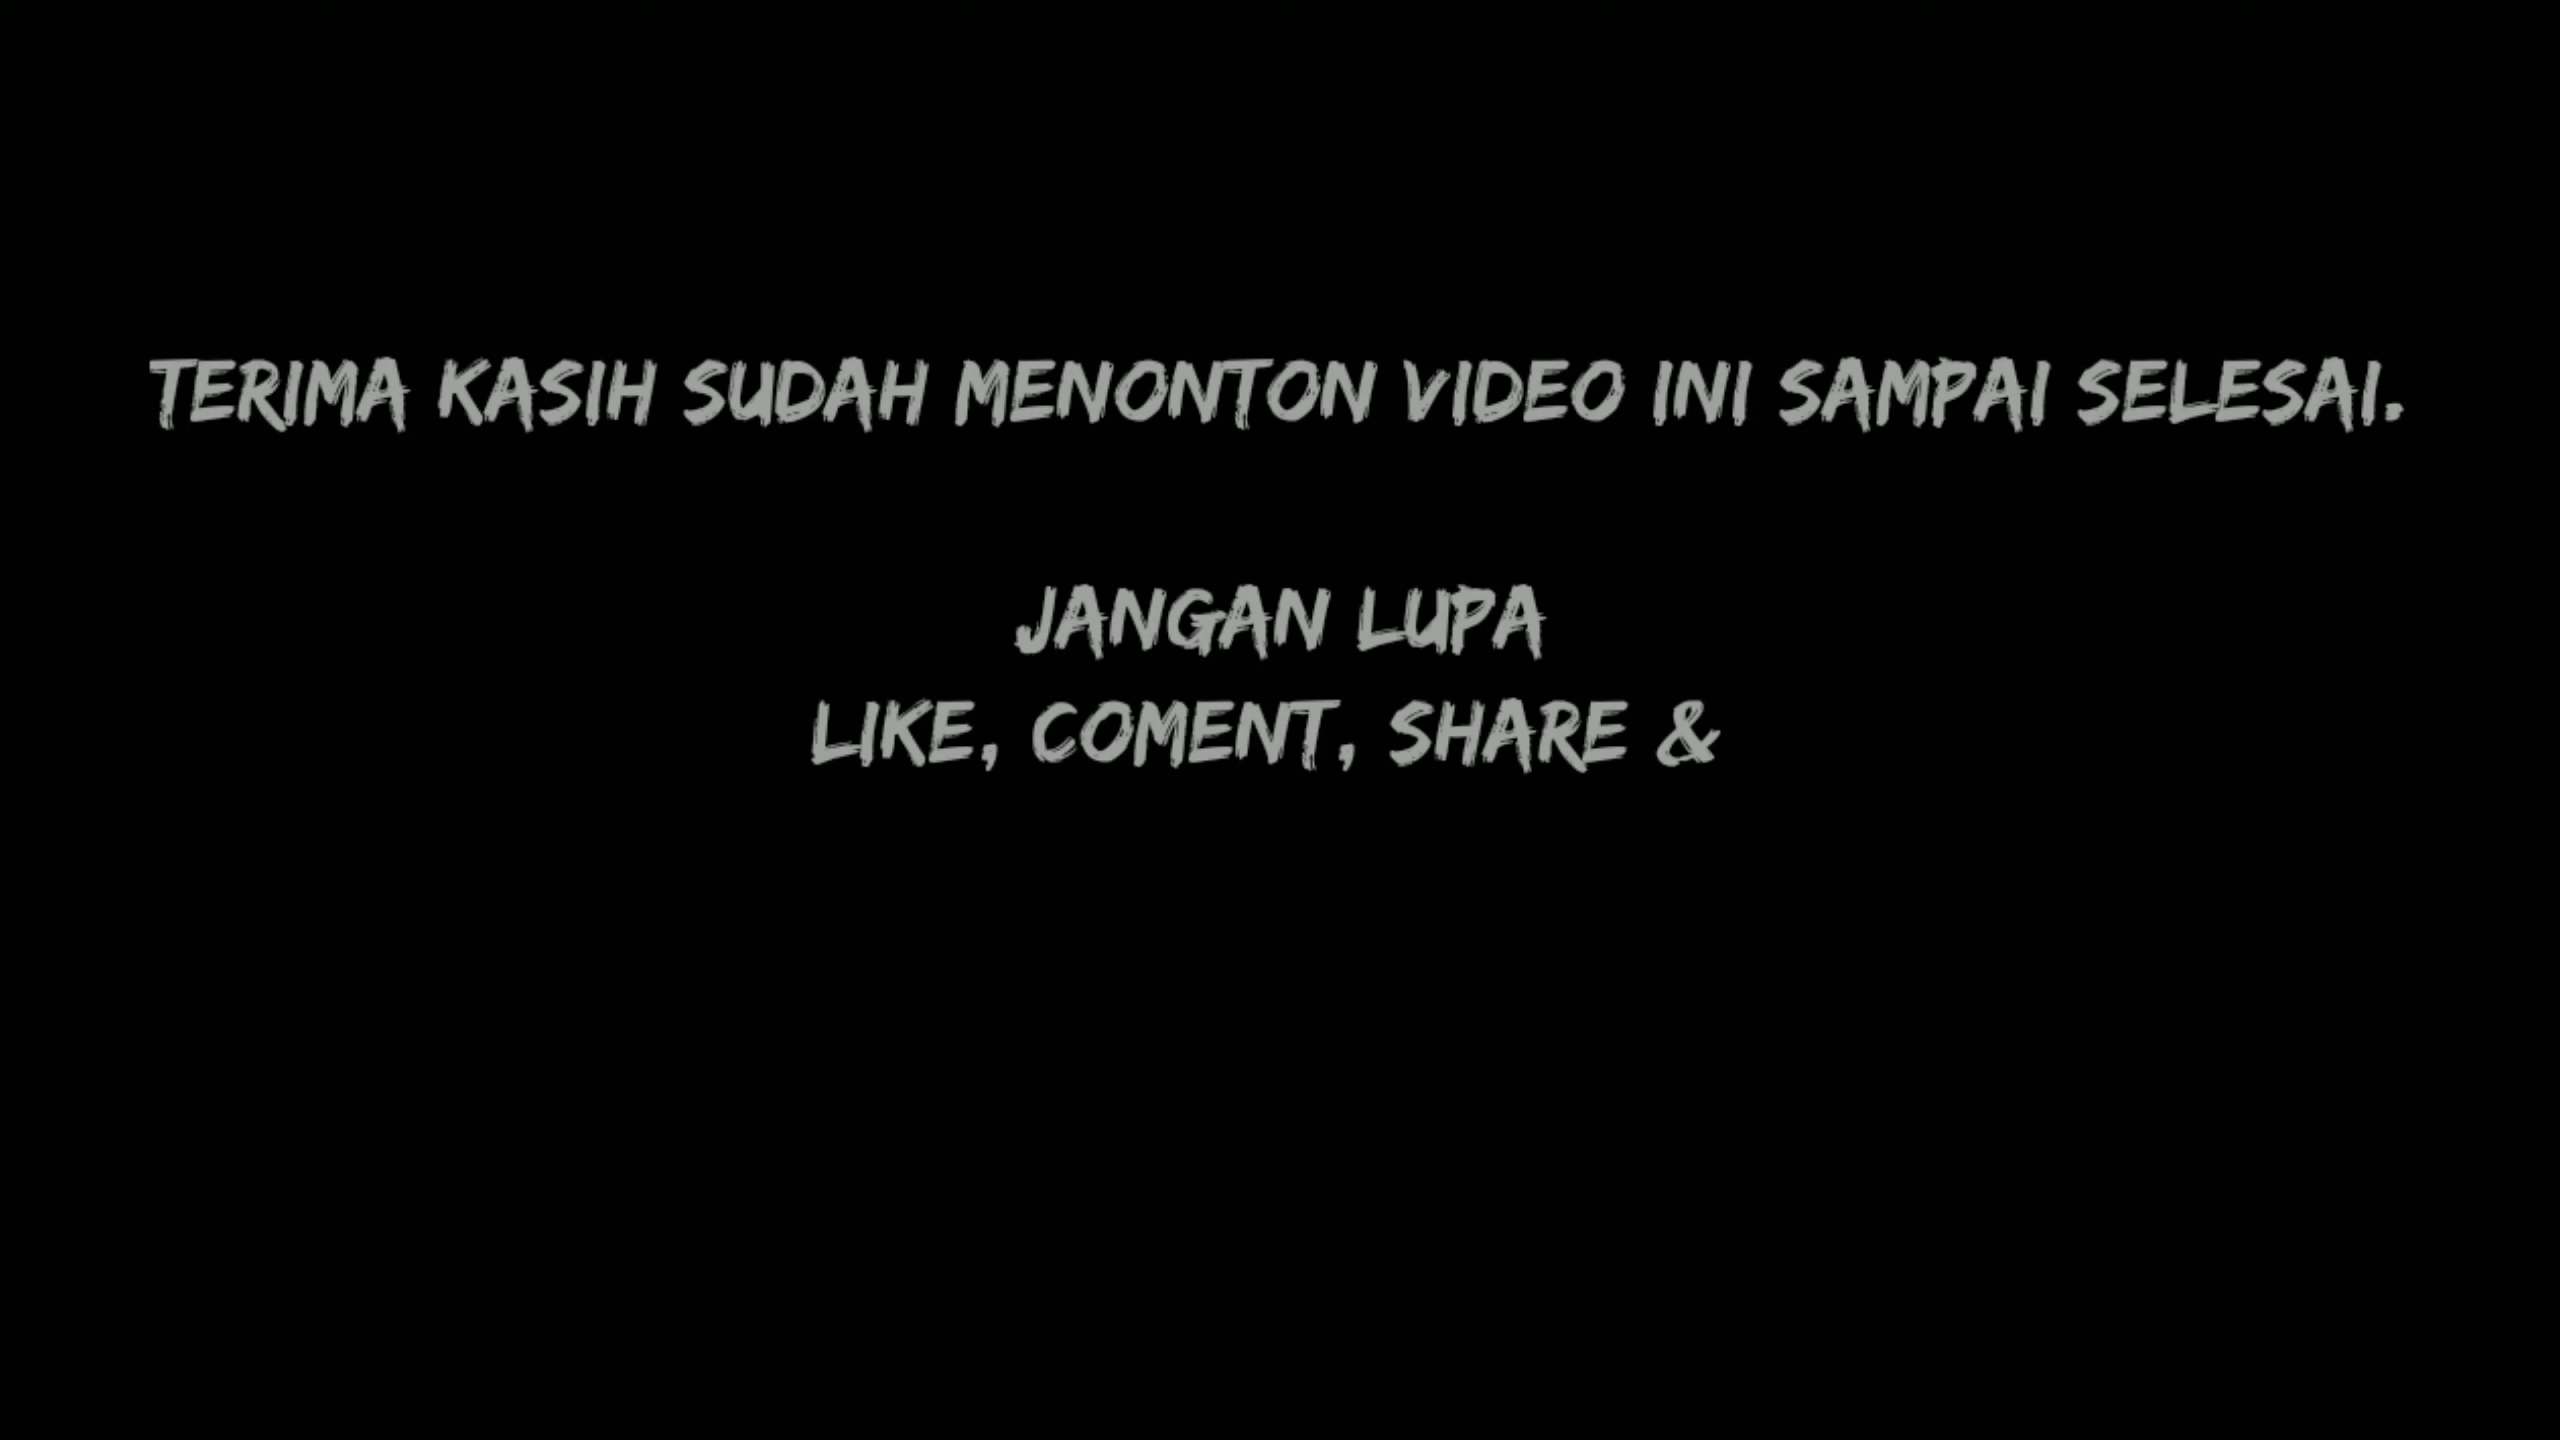 TERIMA KASIH SUDAH MENONTON VIDEO INI SAMPAI SELESAI.
JANGAN LUPA
LIKE, COMENT, SHARE &